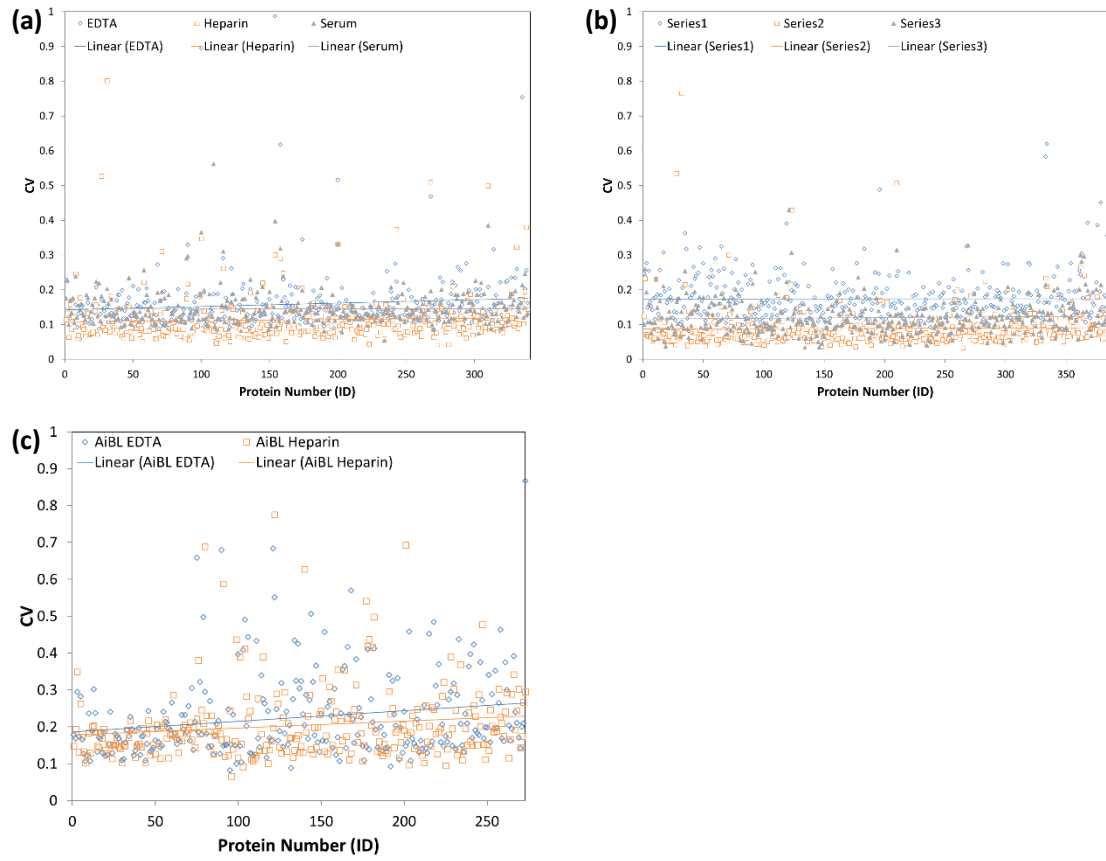 (a)
EDTA Heparin Serum
Linear (EDTA) Linear (Heparin) Linear (Serum)
1
0.9
0.8
0.7
0.6
0.5
0.4
0.3
0.2
0.1
0
CV
0 50 100 150 200 250 300
Protein Number (ID)
(b)
Series1 Series2 Series3
Linear (Series1) Linear (Series2) Linear (Series3)
1
0.9
0.8
0.7
0.6
0.5
0.4
0.3
0.2
0.1
0
CV
0 50 100 150 200 250 300 350
Protein Number (ID)
(c)
AiBL EDTA AiBL Heparin
Linear (AiBL EDTA) Linear (AiBL Heparin)
1
0.9
0.8
0.7
0.6
0.5
0.4
0.3
0.2
0.1
0
CV
0 50 100 150 200 250
Protein Number (ID)